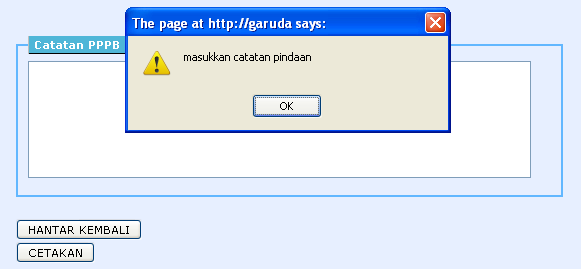 The page at http://garuda says:
Catatan PPPB
masukkan catatan pindaan
OK
HANTAR KEMBALI
CETAKAN